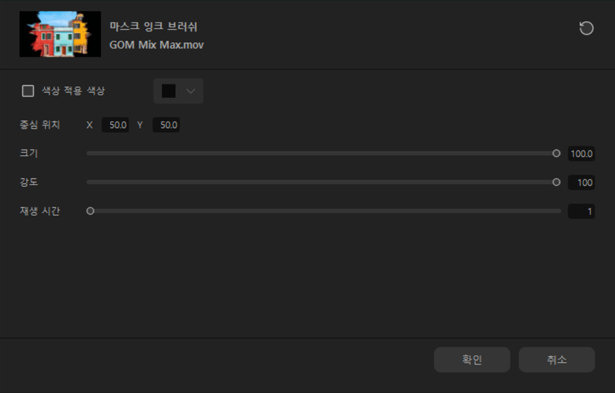 마스크 잉크 브러쉬
GOM Mix Max.mov
색상 적용 색상
중심 위치 X 50.0 Y 50.0
크기 100.0
강도 100
재생 시간 1
확인 취소